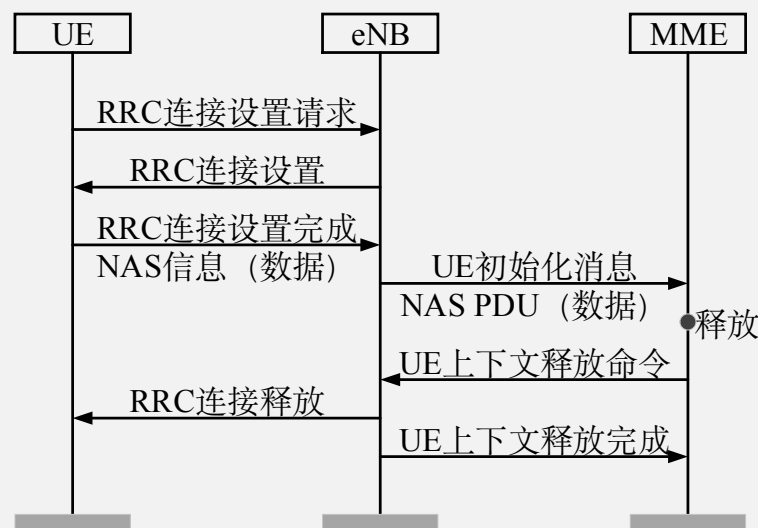 UE
eNB
MME
RRC连接设置请求
RRC连接设置
RRC连接设置完成
NAS信息（数据）
UE初始化消息
NAS PDU（数据）
释放
UE上下文释放命令
RRC连接释放
UE上下文释放完成